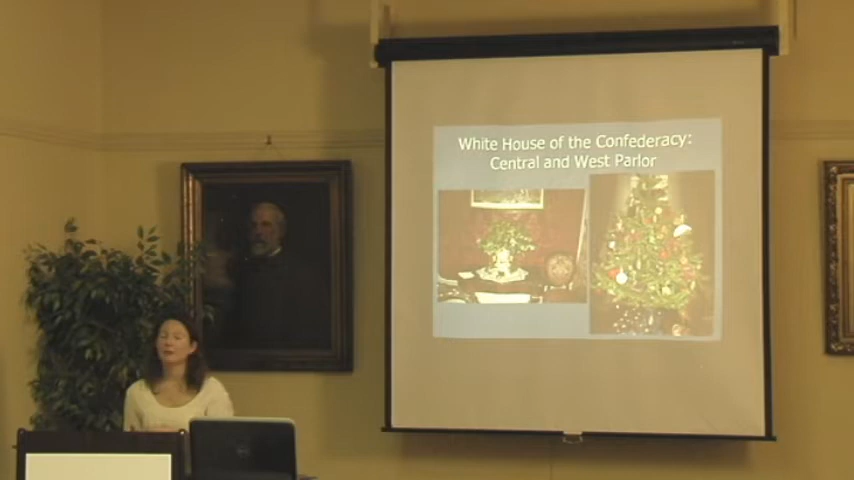 White House of the Confederacy:
Central and West Parlor